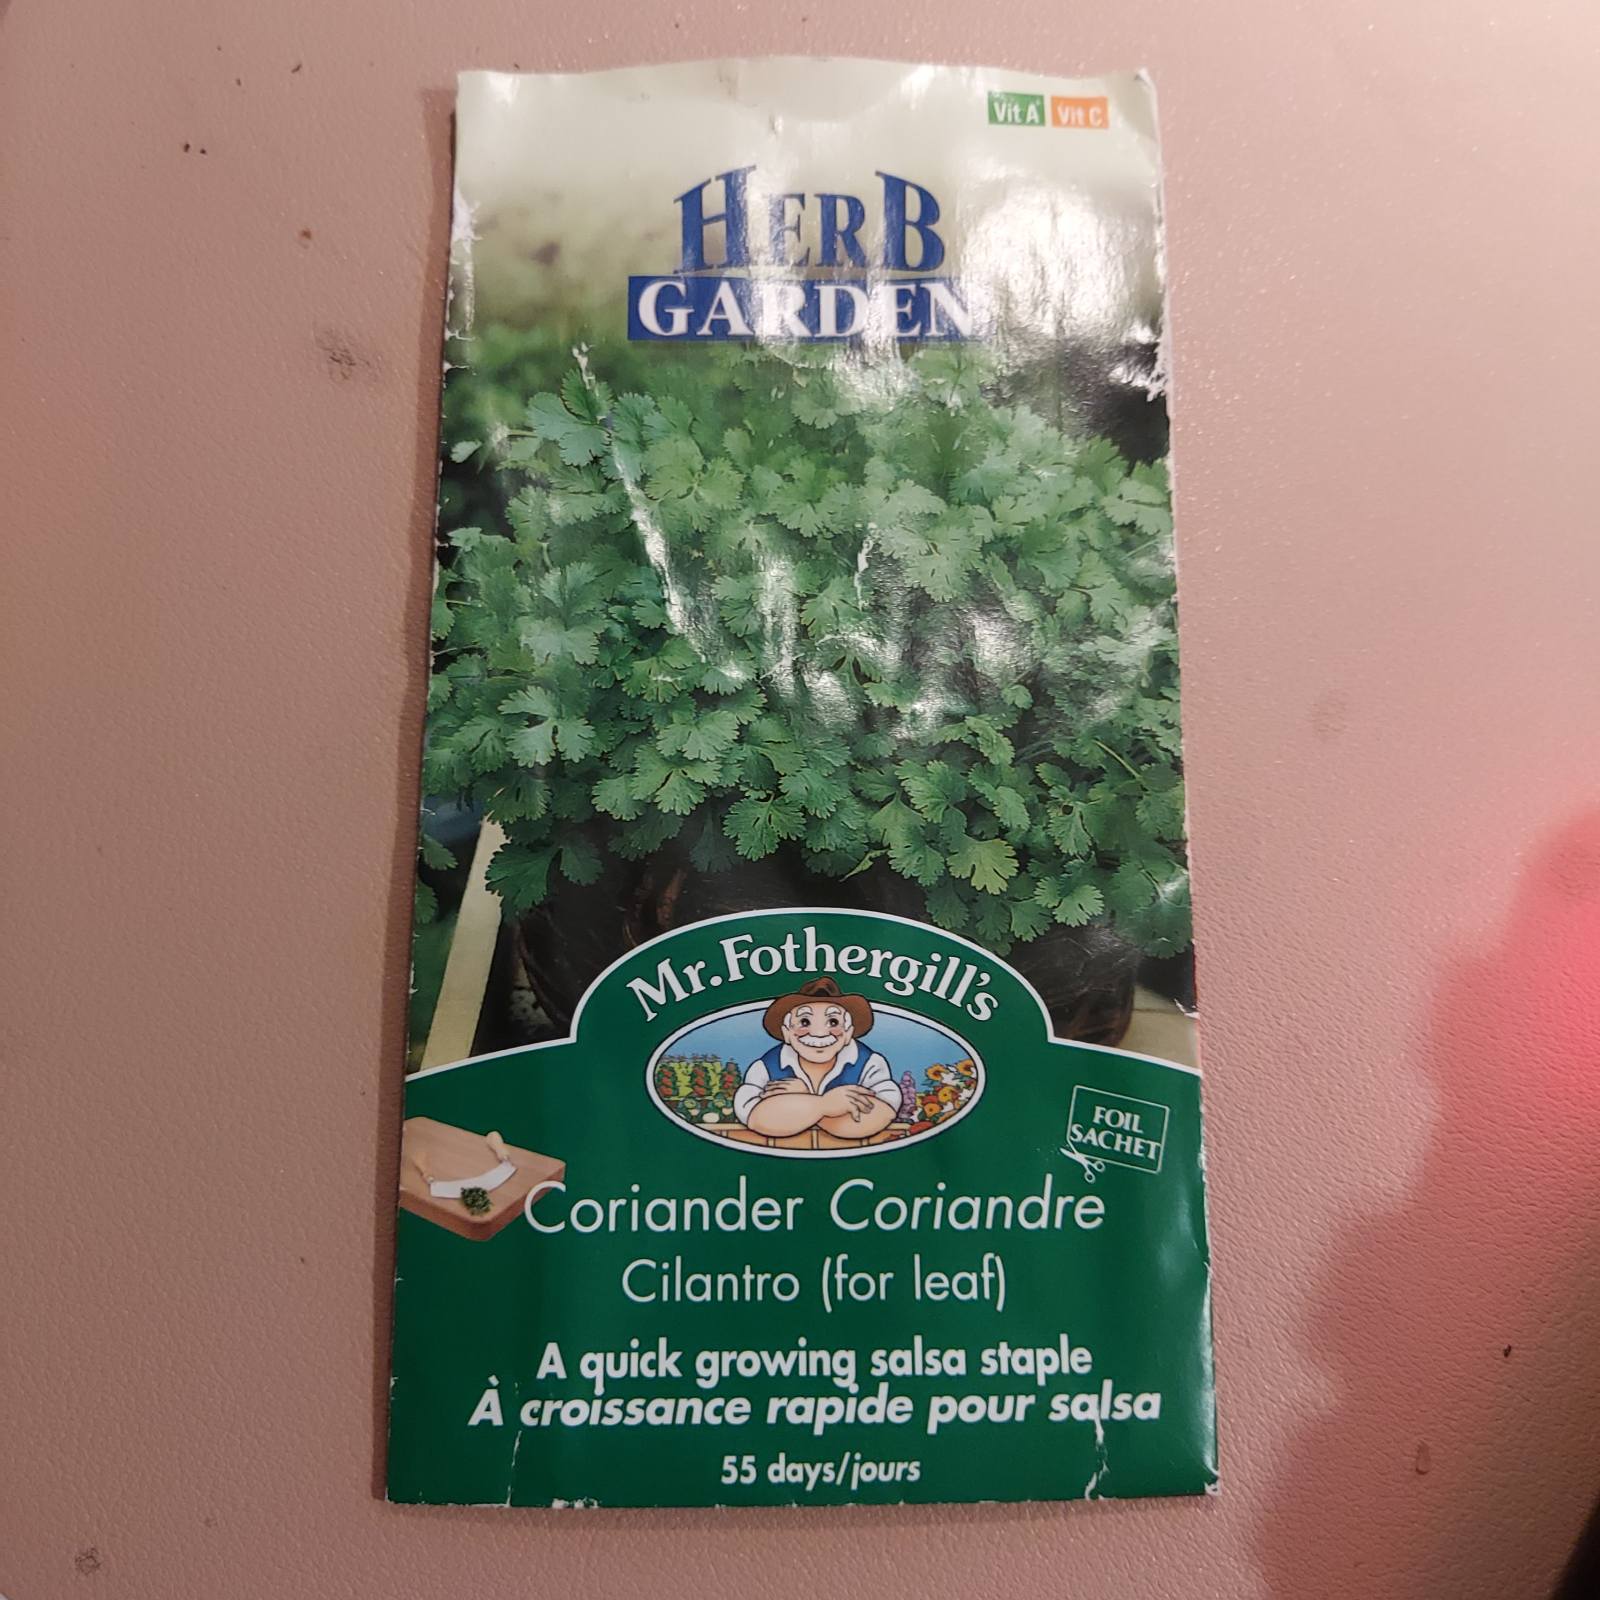 Vit A Vit C
HERB
GARDEN
Mr. Fothergill's
FOIL
SACHET
Coriander Coriandre
Cilantro (for leaf)
A quick growing salsa staple
À croissance rapide pour salsa
55 days/jours